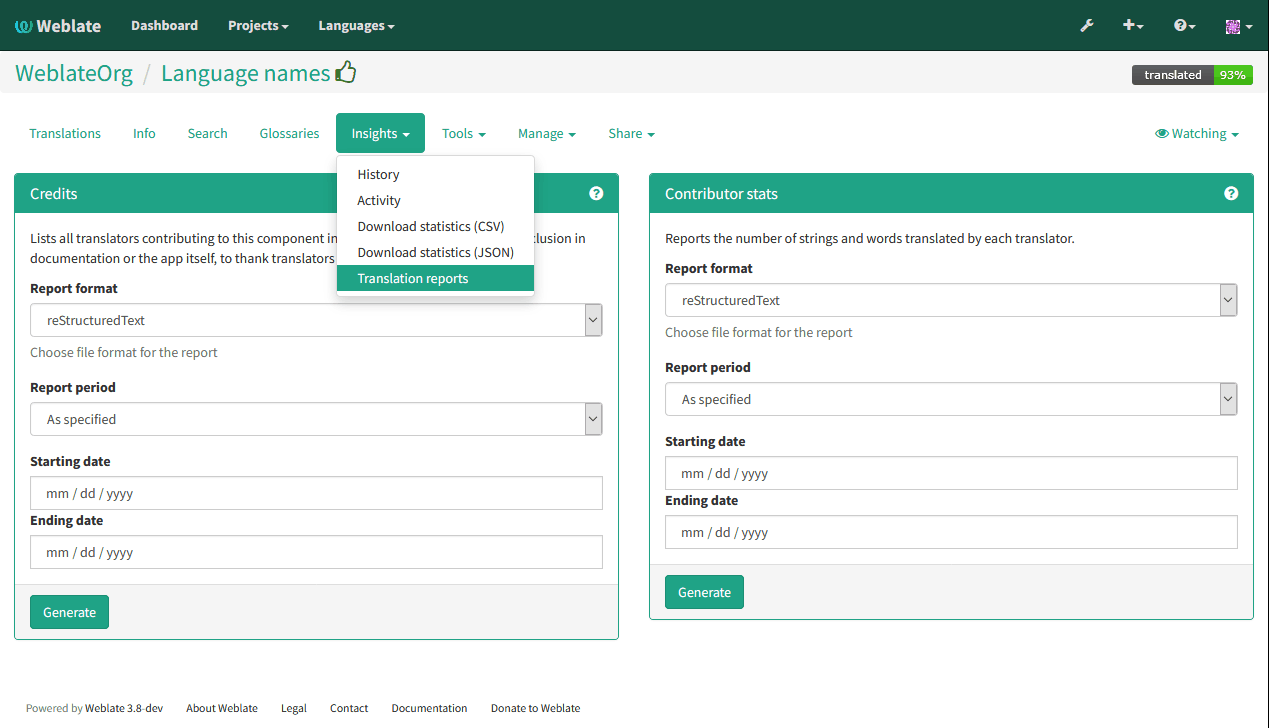 Weblate Dashboard Projects Languages
WeblateOrg / Language names
translated 93%
Translations Info Search Glossaries Insights Tools Manage Share Watching
History
Activity
Download statistics (CSV)
Download statistics (JSON)
Translation reports
Credits
Lists all translators contributing to this component in clusion in
documentation or the app itself, to thank translators
Report format
reStructuredText
Choose file format for the report
Report period
As specified
Starting date
mm / dd / yyyy
Ending date
mm / dd / yyyy
Generate
Contributor stats
Reports the number of strings and words translated by each translator.
Report format
reStructuredText
Choose file format for the report
Report period
As specified
Starting date
mm / dd / yyyy
Ending date
mm / dd / yyyy
Generate
Powered by Weblate 3.8-dev About Weblate Legal Contact Documentation Donate to Weblate